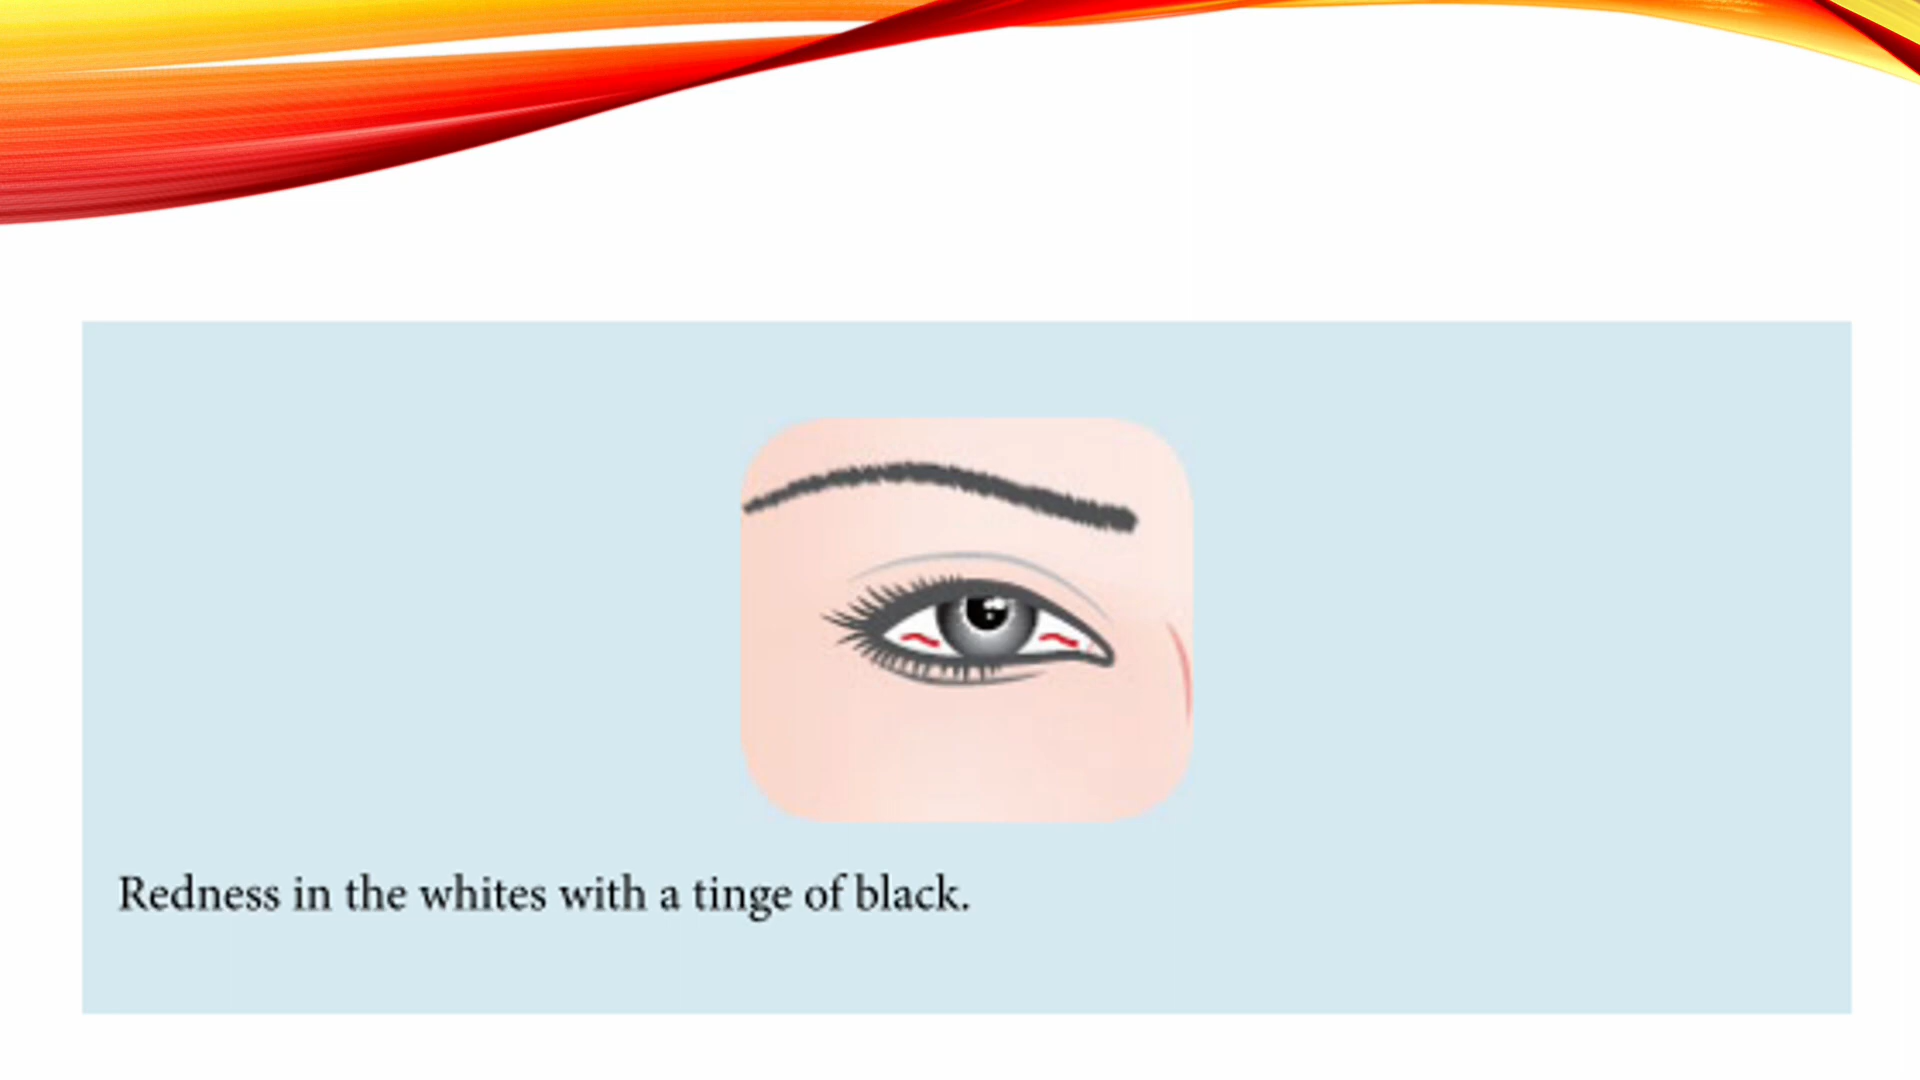 Redness in the whites with a tinge of black.